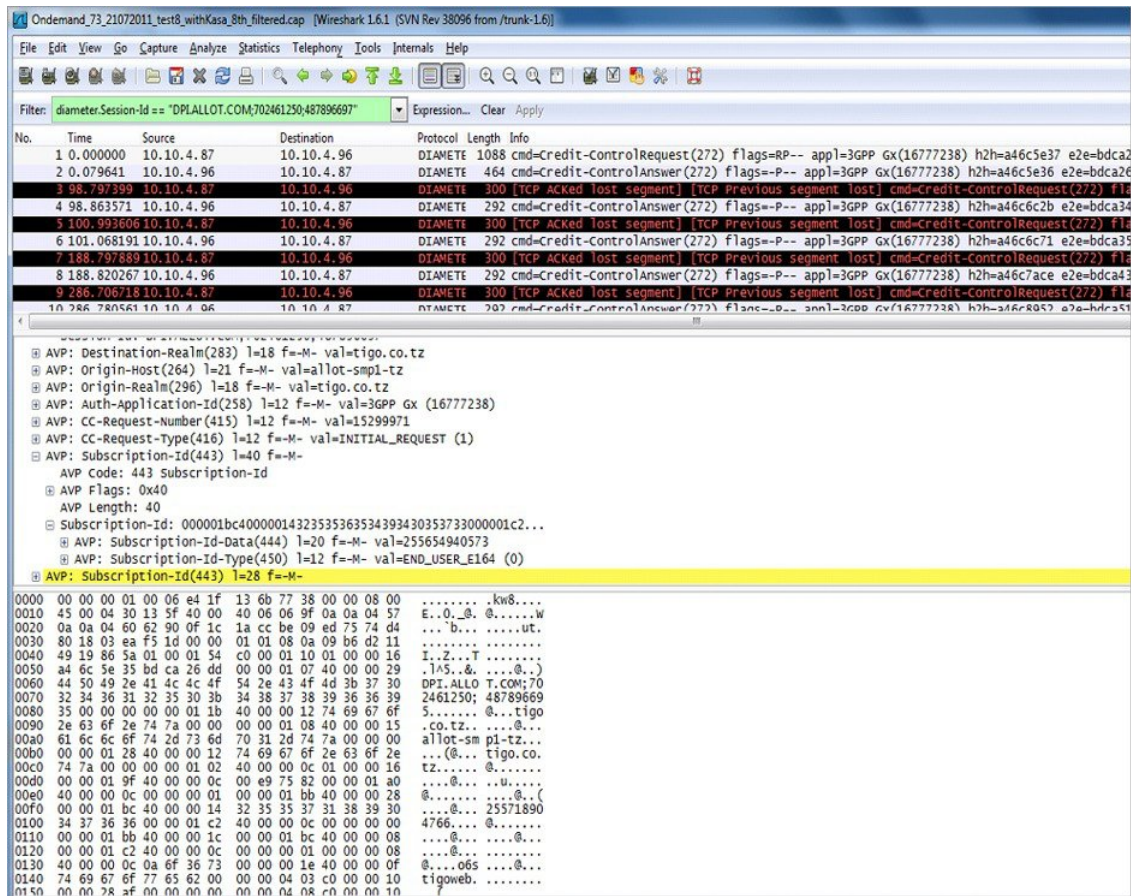 Ondemand_73_21072011_test8_withKasa_8th_filtered.cap [Wireshark 1.6.1 (SVN Rev 38096 from /trunk-1.6)]
File Edit View Go Capture Analyze Statistics Telephony Tools Internals Help
Filter: diameter.Session-Id == "DPI.ALLOT.COM;702461250;487896697" Expression... Clear Apply
No. Time Source Destination Protocol Length Info
1 0.000000 10.10.4.87 10.10.4.96 DIAMETE 1088 cmd=Credit-ControlRequest(272) flags=RP-- appl=3GPP Gx(16777238) h2h=a46c5e37 e2e=bdca2
2 0.079641 10.10.4.96 10.10.4.87 DIAMETE 464 cmd=Credit-ControlAnswer(272) flags=-P-- appl=3GPP Gx(16777238) h2h=a46c5e36 e2e=bdca26
3 98.797399 10.10.4.87 10.10.4.96 DIAMETE 300 [TCP ACKed lost segment] [TCP Previous segment lost] cmd=Credit-ControlRequest(272) fla
4 98.863571 10.10.4.96 10.10.4.87 DIAMETE 292 cmd=Credit-ControlAnswer(272) flags=-P-- appl=3GPP Gx(16777238) h2h=a46c6c2b e2e=bdca34
5 100.993606 10.10.4.87 10.10.4.96 DIAMETE 300 [TCP ACKed lost segment] [TCP Previous segment lost] cmd=Credit-ControlRequest(272) fla
6 101.068191 10.10.4.96 10.10.4.87 DIAMETE 292 cmd=Credit-ControlAnswer(272) flags=-P-- appl=3GPP Gx(16777238) h2h=a46c6c71 e2e=bdca35
7 188.797889 10.10.4.87 10.10.4.96 DIAMETE 300 [TCP ACKed lost segment] [TCP Previous segment lost] cmd=Credit-ControlRequest(272) fla
8 188.820267 10.10.4.96 10.10.4.87 DIAMETE 292 cmd=Credit-ControlAnswer(272) flags=-P-- appl=3GPP Gx(16777238) h2h=a46c7ace e2e=bdca43
9 286.706718 10.10.4.87 10.10.4.96 DIAMETE 300 [TCP ACKed lost segment] [TCP Previous segment lost] cmd=Credit-ControlRequest(272) fla
10 286.780561 10.10.4.96 10.10.4.87 DIAMETE 292 cmd=Credit-ControlAnswer(272) flags=-P-- appl=3GPP Gx(16777238) h2h=a46c8952 e2e=bdca51
AVP: Destination-Realm(283) l=18 f=-M- val=tigo.co.tz
AVP: Origin-Host(264) l=21 f=-M- val=allot-smp1-tz
AVP: Origin-Realm(296) l=18 f=-M- val=tigo.co.tz
AVP: Auth-Application-Id(258) l=12 f=-M- val=3GPP Gx (16777238)
AVP: CC-Request-Number(415) l=12 f=-M- val=15299971
AVP: CC-Request-Type(416) l=12 f=-M- val=INITIAL_REQUEST (1)
AVP: Subscription-Id(443) l=40 f=-M-
AVP Code: 443 Subscription-Id
AVP Flags: 0x40
AVP Length: 40
Subscription-Id: 000001bc4000001432353536353439343035373300​0001c2...
AVP: Subscription-Id-Data(444) l=20 f=-M- val=255654940573
AVP: Subscription-Id-Type(450) l=12 f=-M- val=END_USER_E164 (0)
AVP: Subscription-Id(443) l=28 f=-M-
0000 00 00 00 01 00 06 e4 1f 13 6b 77 38 00 00 08 00 ........ .kw8....
0010 45 00 04 30 13 5f 40 00 40 06 06 9f 0a 0a 04 57 E..0._@. @......W
0020 0a 0a 04 60 62 90 0f 1c 1a cc be 09 ed 75 74 d4 ...`b... .....ut.
0030 80 18 03 ea f5 1d 00 00 01 01 08 0a 09 b6 d2 11 ........ ........
0040 49 19 86 5a 01 00 01 54 c0 00 01 10 01 00 00 16 I..Z...T ........
0050 a4 6c 5e 35 bd ca 26 dd 00 00 01 07 40 00 00 29 .l^5..&. ....@..)
0060 44 50 49 2e 41 4c 4c 4f 54 2e 43 4f 4d 3b 37 30 DPI.ALLO T.COM;70
0070 32 34 36 31 32 35 30 3b 34 38 37 38 39 36 36 39 2461250; 48789669
0080 35 00 00 00 00 00 01 1b 40 00 00 12 74 69 67 6f 5....... @...tigo
0090 2e 63 6f 2e 74 7a 00 00 00 00 01 08 40 00 00 15 .co.tz.. ....@...
00a0 61 6c 6c 6f 74 2d 73 6d 70 31 2d 74 7a 00 00 00 allot-sm p1-tz...
00b0 00 00 01 28 40 00 00 12 74 69 67 6f 2e 63 6f 2e ...(@... tigo.co.
00c0 74 7a 00 00 00 00 01 02 40 00 00 0c 01 00 00 16 tz...... @.......
00d0 00 00 01 9f 40 00 00 0c 00 e9 75 82 00 00 01 a0 ....@... ..u.....
00e0 40 00 00 0c 00 00 00 01 00 00 01 bb 40 00 00 28 @....... ....@..(
00f0 00 00 01 bc 40 00 00 14 32 35 35 37 31 38 39 30 ....@... 25571890
0100 34 37 36 36 00 00 01 c2 40 00 00 0c 00 00 00 00 4766.... @.......
0110 00 00 01 bb 40 00 00 1c 00 00 01 bc 40 00 00 08 ....@... ....@...
0120 00 00 01 c2 40 00 00 0c 00 00 00 01 00 00 00 08 ....@... ........
0130 40 00 00 0c 0a 6f 36 73 00 00 00 1e 40 00 00 0f @....o6s ....@...
0140 74 69 67 6f 77 65 62 00 00 00 04 03 c0 00 00 10 tigoweb. ........